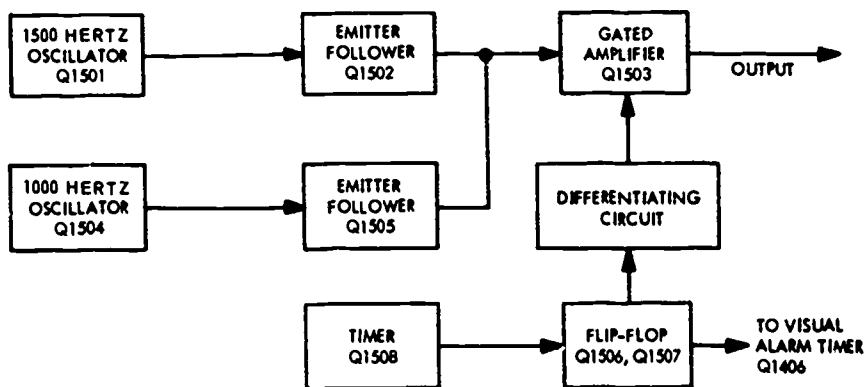 1500 HERTZ
OSCILLATOR
Q1501
EMITTER
FOLLOWER
Q1502
GATED
AMPLIFIER
Q1503
OUTPUT
1000 HERTZ
OSCILLATOR
Q1504
EMITTER
FOLLOWER
Q1505
DIFFERENTIATING
CIRCUIT
TIMER
Q1508
FLIP-FLOP
Q1506, Q1507
TO VISUAL
ALARM TIMER
Q1406